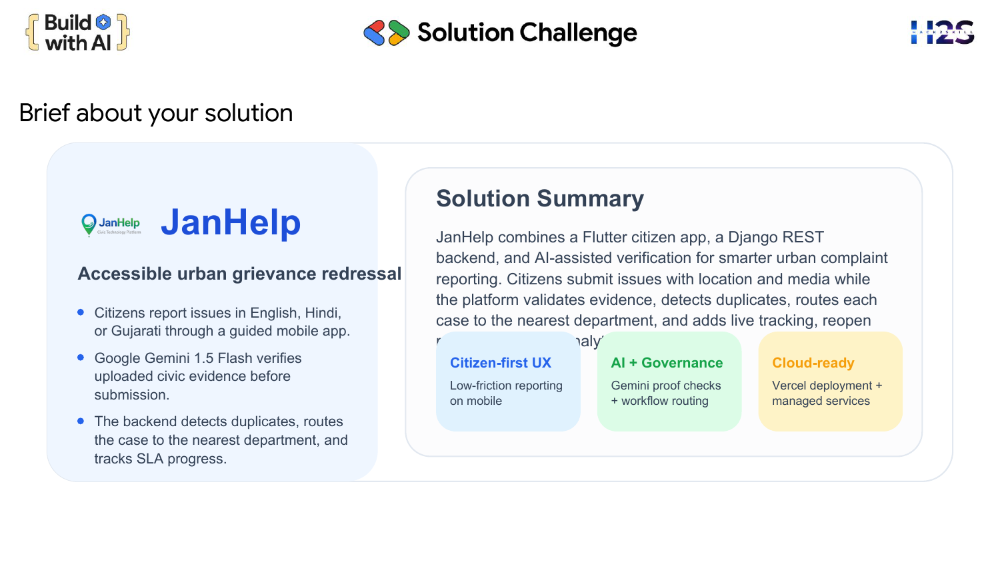 Build
with AI
Solution Challenge
H2S
HACK2SKILL
Brief about your solution
JanHelp
Civic Technology Platform
JanHelp
Accessible urban grievance redressal
Citizens report issues in English, Hindi,
or Gujarati through a guided mobile app.
Google Gemini 1.5 Flash verifies
uploaded civic evidence before
submission.
The backend detects duplicates, routes
the case to the nearest department, and
tracks SLA progress.
Solution Summary
JanHelp combines a Flutter citizen app, a Django REST
backend, and AI-assisted verification for smarter urban complaint
reporting. Citizens submit issues with location and media while
the platform validates evidence, detects duplicates, routes each
case to the nearest department, and adds live tracking, reopen
Citizen-first UX
Low-friction reporting
on mobile
AI + Governance
Gemini proof checks
+ workflow routing
Cloud-ready
Vercel deployment +
managed services